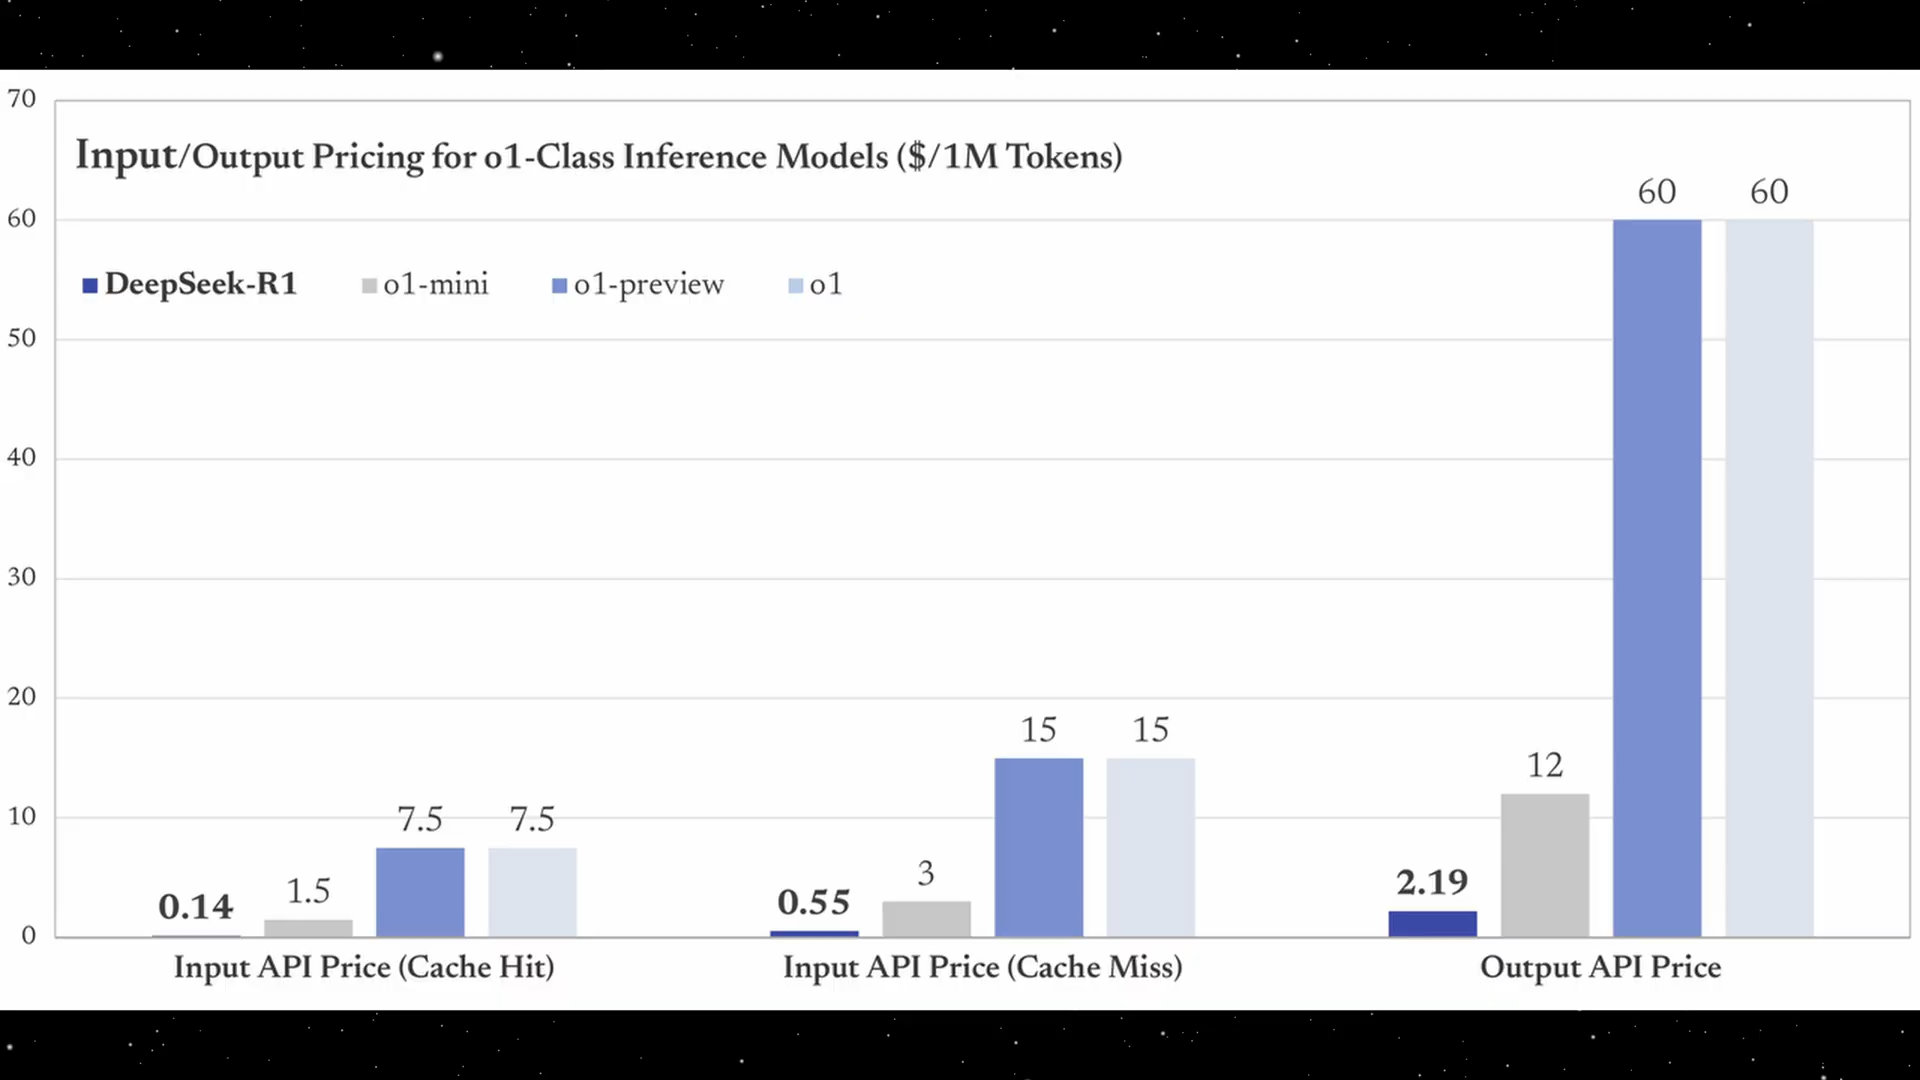 Input/Output Pricing for o1-Class Inference Models ($/1M Tokens)
DeepSeek-R1 o1-mini o1-preview o1
70
60
50
40
30
20
10
0
0.14 1.5 7.5 7.5
0.55 3 15 15
2.19 12 60 60
Input API Price (Cache Hit) Input API Price (Cache Miss) Output API Price